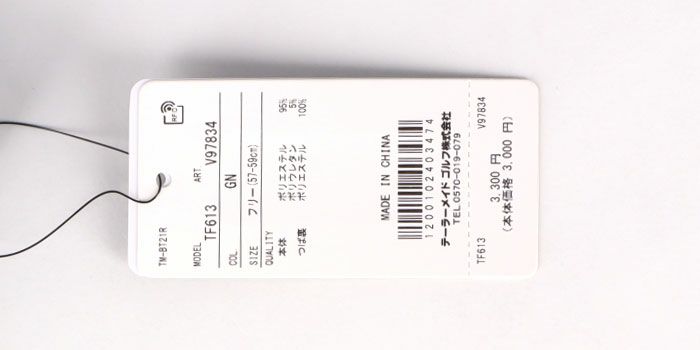 RFID
TM-BT21R
MODEL TF613 ART V97834
COL GN
SIZE フリー(57-59cm)
QUALITY
本体 ポリエステル 95%
ポリウレタン 5%
つば裏 ポリエステル 100%
MADE IN CHINA
1200102403474
テーラーメイド ゴルフ株式会社
TEL.0570-019-079
TF613 V97834
3,300 円
(本体価格 3,000 円)